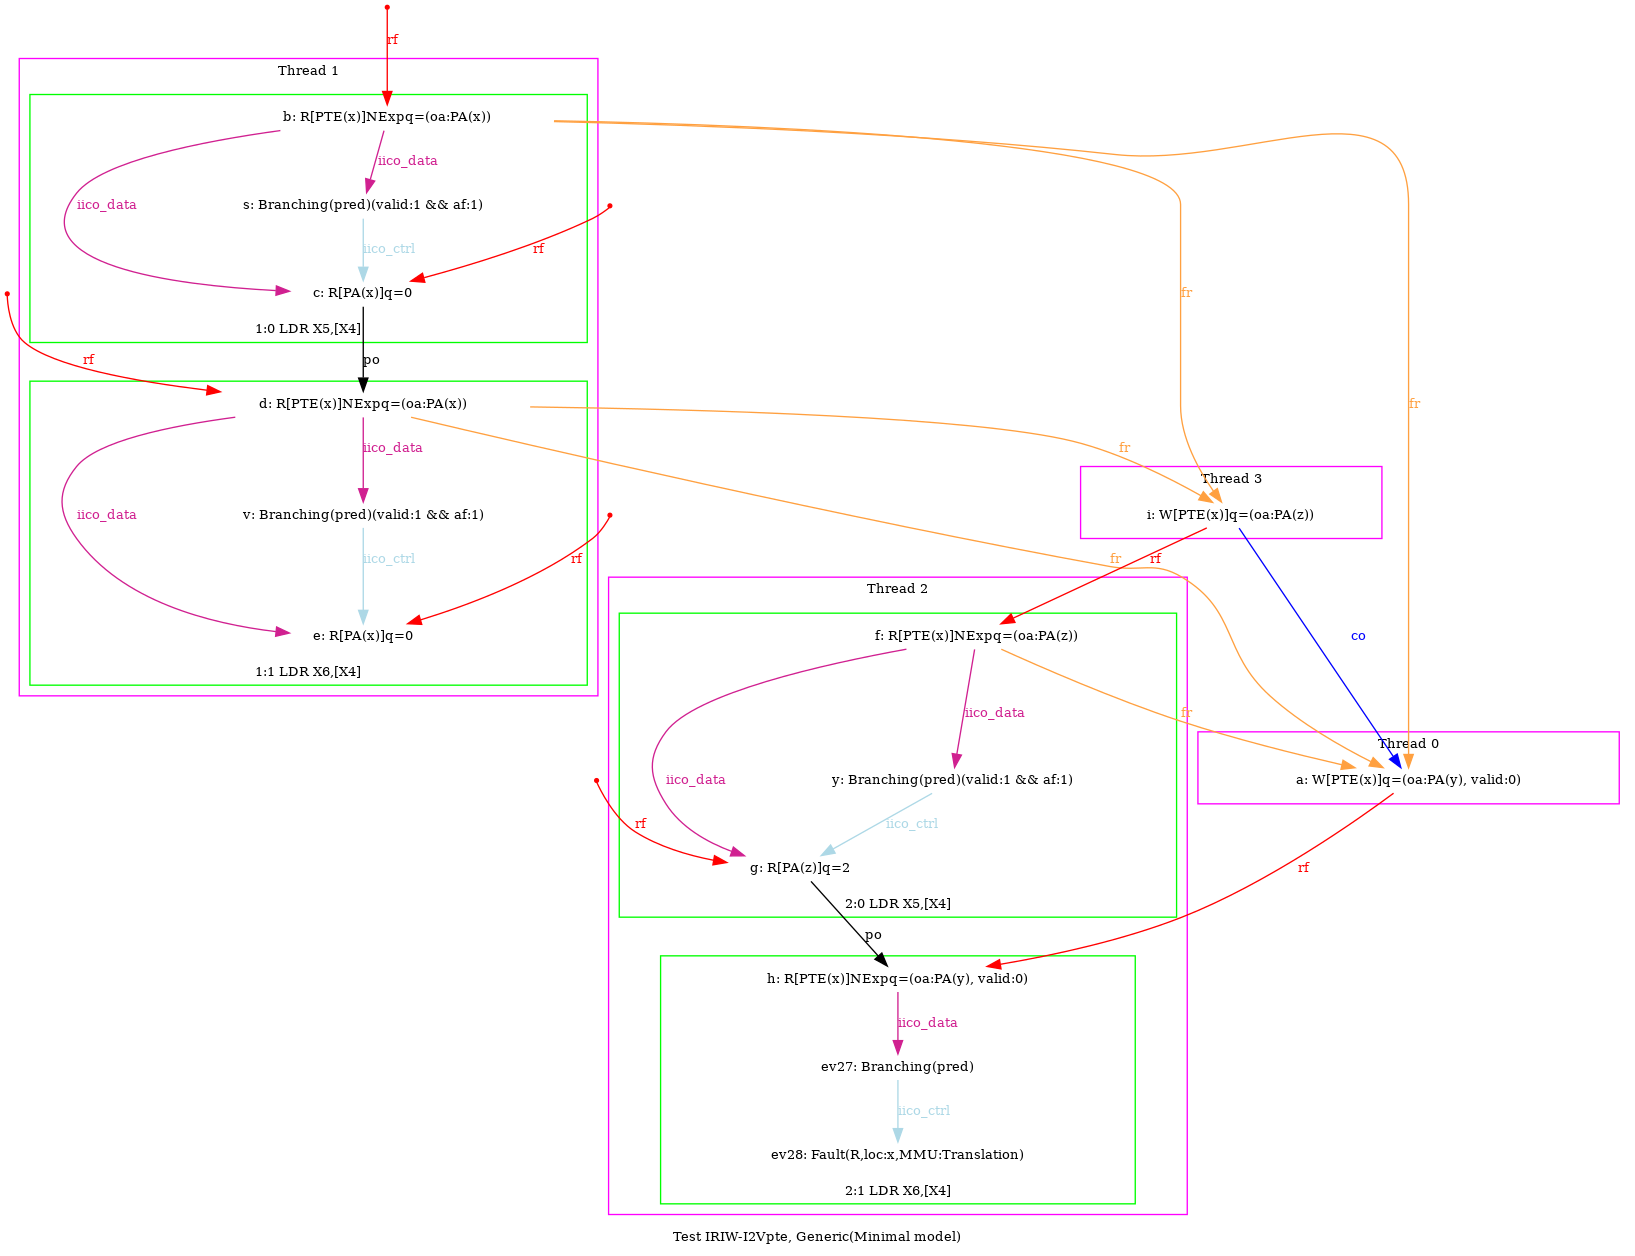 rf
Thread 1
b: R[PTE(x)]NExpq=(oa:PA(x))
iico_data
iico_data
s: Branching(pred)(valid:1 && af:1)
iico_ctrl
rf
c: R[PA(x)]q=0
fr
1:0 LDR X5,[X4]
rf
po
d: R[PTE(x)]NExpq=(oa:PA(x))
fr
iico_data
fr
Thread 3
iico_data
v: Branching(pred)(valid:1 && af:1)
i: W[PTE(x)]q=(oa:PA(z))
iico_ctrl
rf
fr
rf
Thread 2
e: R[PA(x)]q=0
f: R[PTE(x)]NExpq=(oa:PA(z))
co
1:1 LDR X6,[X4]
iico_data
fr
Thread 0
iico_data
y: Branching(pred)(valid:1 && af:1)
a: W[PTE(x)]q=(oa:PA(y), valid:0)
rf
iico_ctrl
g: R[PA(z)]q=2
rf
2:0 LDR X5,[X4]
po
h: R[PTE(x)]NExpq=(oa:PA(y), valid:0)
iico_data
ev27: Branching(pred)
iico_ctrl
ev28: Fault(R,loc:x,MMU:Translation)
2:1 LDR X6,[X4]
Test IRIW-I2Vpte, Generic(Minimal model)